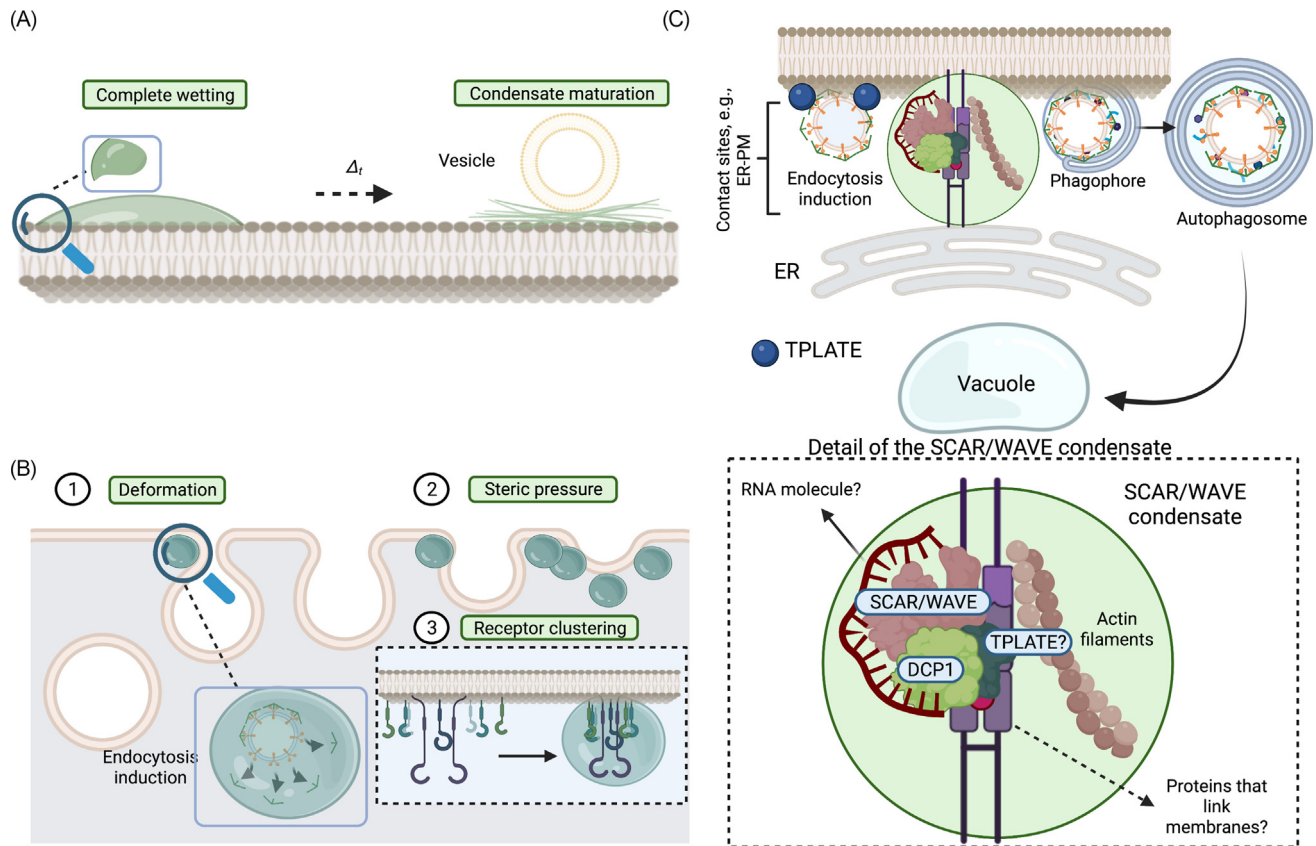 (A)
Complete wetting
Condensate maturation
Vesicle
Δt
(B)
1
Deformation
2
Steric pressure
3
Receptor clustering
Endocytosis
induction
(C)
Contact sites, e.g.,
ER-PM
Endocytosis
induction
Phagophore
Autophagosome
ER
TPLATE
Vacuole
Detail of the SCAR/WAVE condensate
RNA molecule?
SCAR/WAVE
condensate
SCAR/WAVE
TPLATE?
Actin
filaments
DCP1
Proteins that
link
membranes?